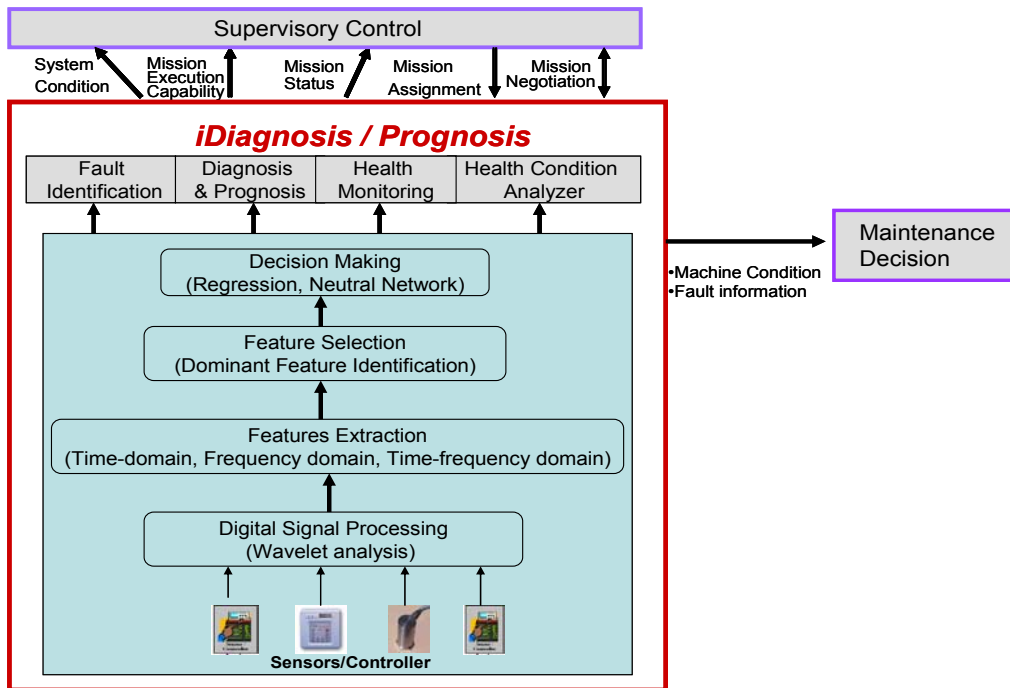 Supervisory Control
System
Condition
Mission
Execution
Capability
Mission
Status
Mission
Assignment
Mission
Negotiation
iDiagnosis / Prognosis
Fault
Identification
Diagnosis
& Prognosis
Health
Monitoring
Health Condition
Analyzer
Decision Making
(Regression, Neutral Network)
Feature Selection
(Dominant Feature Identification)
Features Extraction
(Time-domain, Frequency domain, Time-frequency domain)
Digital Signal Processing
(Wavelet analysis)
Sensors/Controller
Maintenance
Decision
•Machine Condition
•Fault information